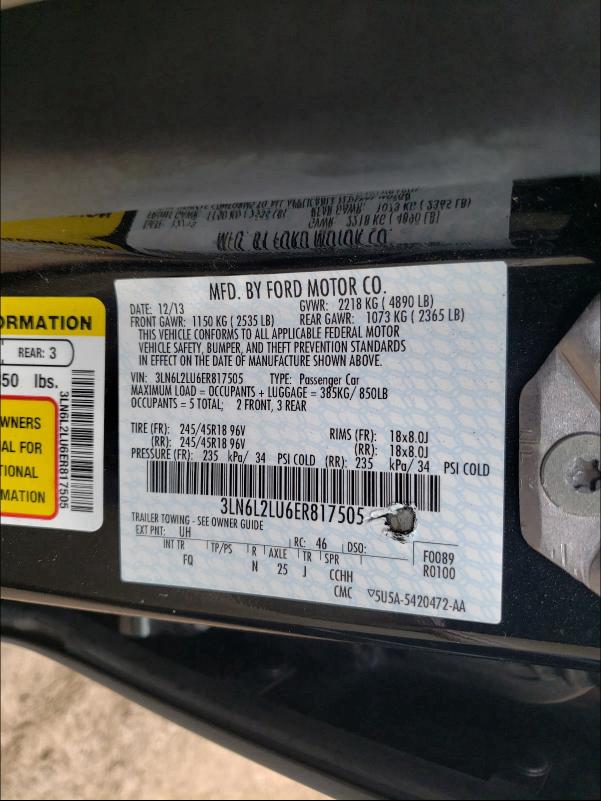 MFD. BY FORD MOTOR CO.
DATE: 12/13 GVWR: 2218 KG (4890 LB)
FRONT GAWR: 1150 KG (2535 LB) REAR GAWR: 1073 KG (2365 LB)
THIS VEHICLE CONFORMS TO ALL APPLICABLE FEDERAL MOTOR
VEHICLE SAFETY, BUMPER, AND THEFT PREVENTION STANDARDS
IN EFFECT ON THE DATE OF MANUFACTURE SHOWN ABOVE.
VIN: 3LN6L2LU6ER817505 TYPE: Passenger Car
MAXIMUM LOAD = OCCUPANTS + LUGGAGE = 385KG/ 850LB
OCCUPANTS = 5 TOTAL; 2 FRONT, 3 REAR
TIRE (FR): 245/45R18 96V RIMS (FR): 18x8.0J
(RR): 245/45R18 96V (RR): 18x8.0J
PRESSURE (FR): 235 kPa/ 34 PSI COLD (RR): 235 kPa/ 34 PSI COLD
3LN6L2LU6ER817505
TRAILER TOWING - SEE OWNER GUIDE
EXT PNT: UH RC: 46 DSO: F0089
R0100
INT TR TP/PS R AXLE TR SPR
FQ N 25 J CCHH
CMC 5U5A-5420472-AA
ORMATION
REAR: 3
850 lbs.
WNERS
AL FOR
TIONAL
ATION
3LN6L2LU6ER817505